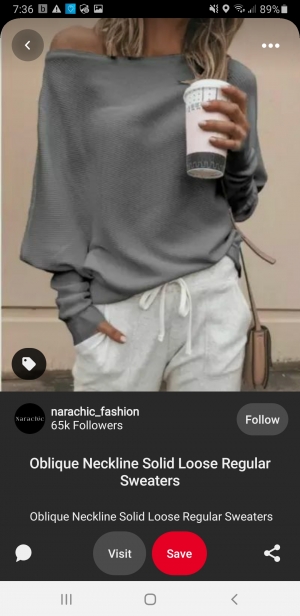 7:36
89%
narachic_fashion
Narachic
65k Followers
Follow
Oblique Neckline Solid Loose Regular
Sweaters
Oblique Neckline Solid Loose Regular Sweaters
Visit
Save